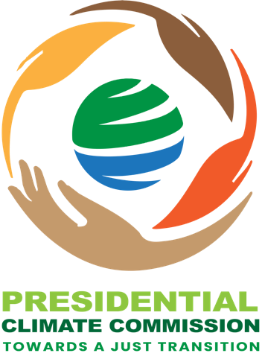 PRESIDENTIAL
CLIMATE COMMISSION
TOWARDS A JUST TRANSITION